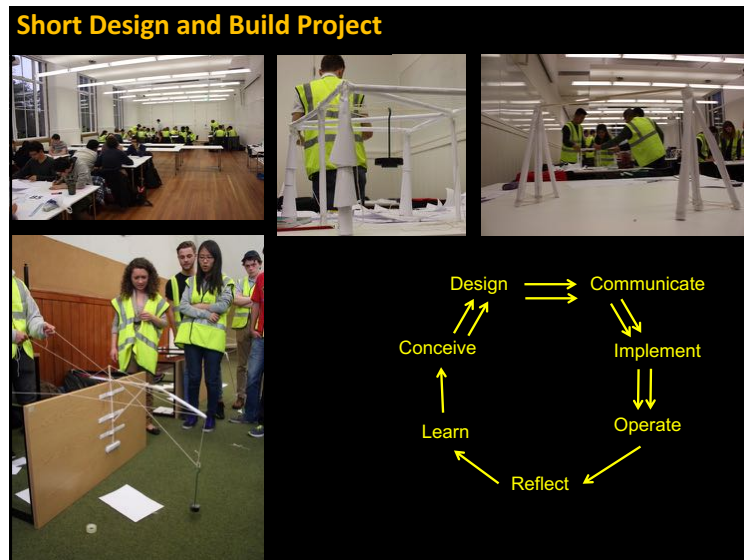 Short Design and Build Project
Design
Communicate
Conceive
Implement
Learn
Operate
Reflect